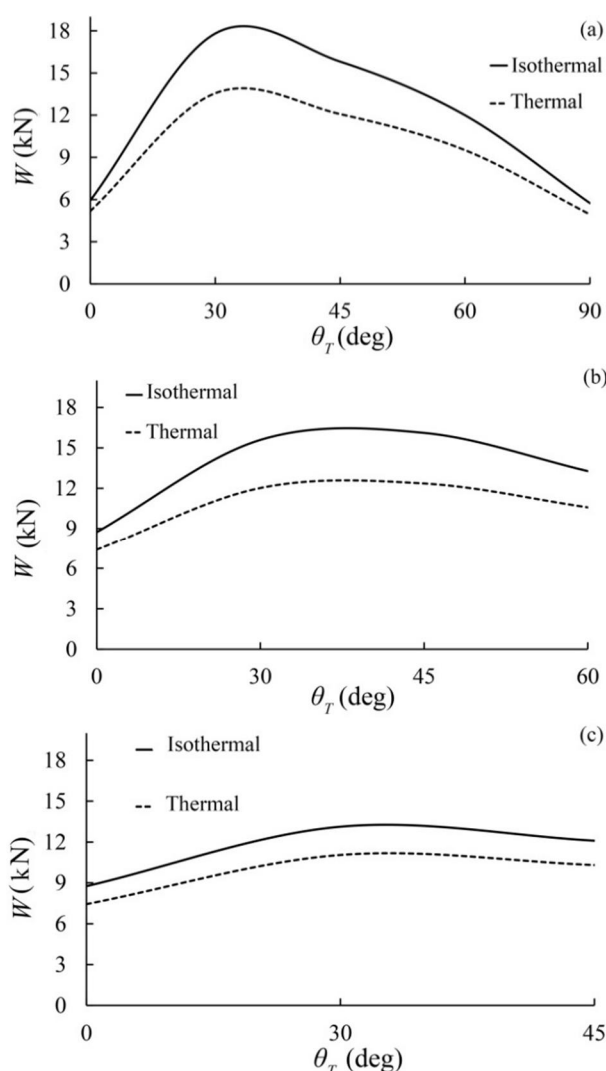 (a)
18
15
12
9
6
3
0
W (kN)
Isothermal
Thermal
0 30 45 60 90
θT (deg)
(b)
18
15
12
9
6
3
0
W (kN)
Isothermal
Thermal
0 30 45 60
θT (deg)
(c)
18
15
12
9
6
3
0
W (kN)
Isothermal
Thermal
0 30 45
θT (deg)